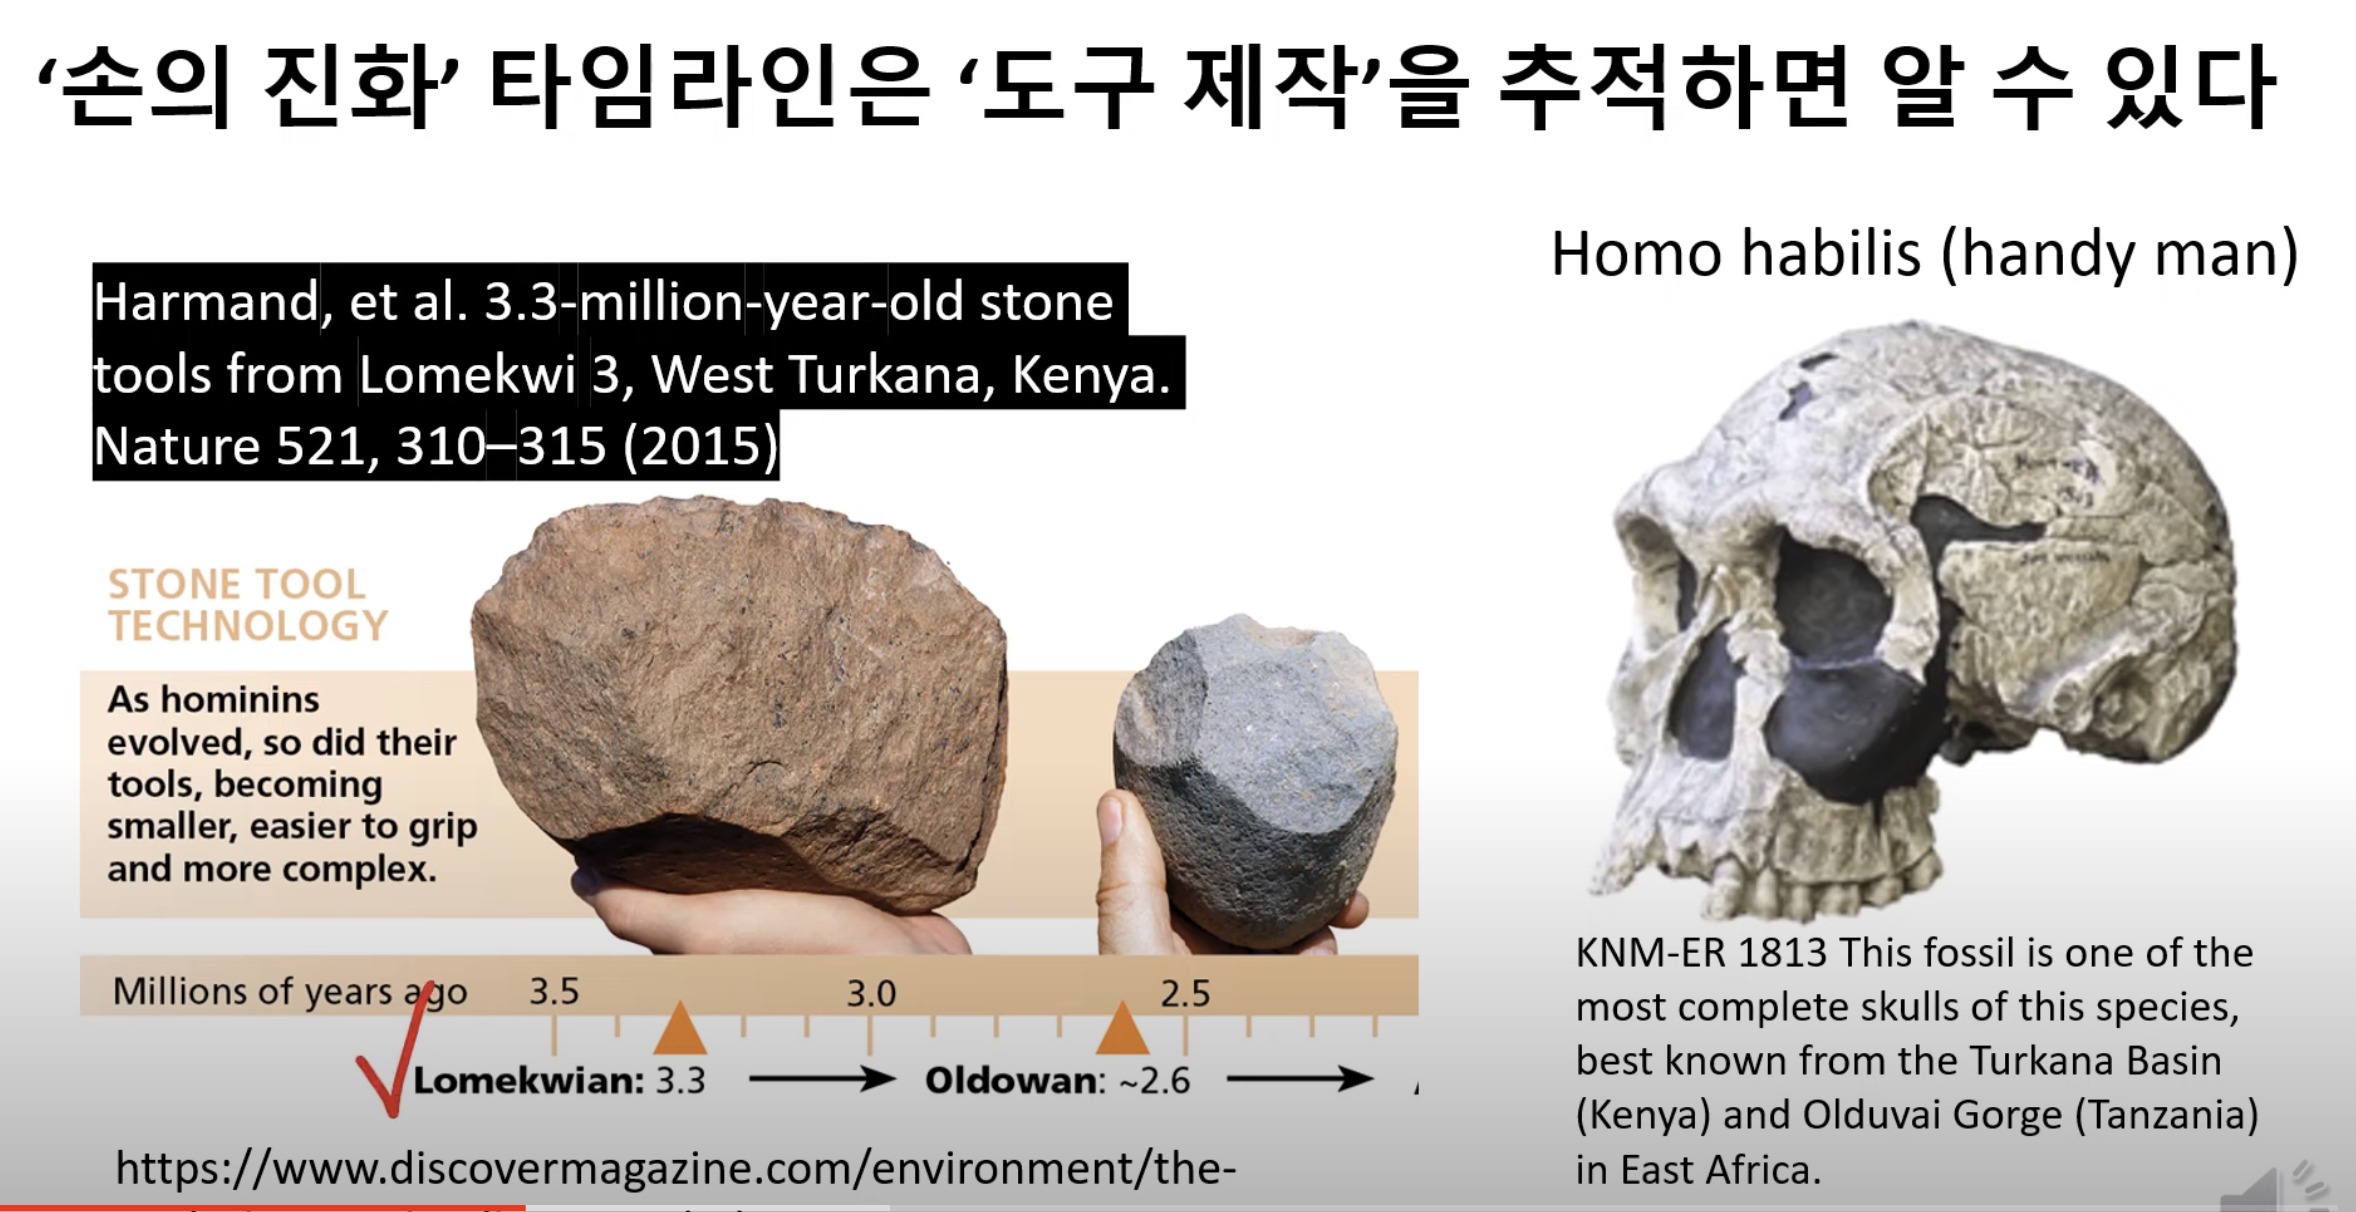 ‘손의 진화’ 타임라인은 ‘도구 제작’을 추적하면 알 수 있다
Harmand, et al. 3.3-million-year-old stone
tools from Lomekwi 3, West Turkana, Kenya.
Nature 521, 310–315 (2015)
STONE TOOL
TECHNOLOGY
As hominins
evolved, so did their
tools, becoming
smaller, easier to grip
and more complex.
Millions of years ago 3.5 3.0 2.5
Lomekwian: 3.3 Oldowan: ~2.6
https://www.discovermagazine.com/environment/the-
Homo habilis (handy man)
KNM-ER 1813 This fossil is one of the
most complete skulls of this species,
best known from the Turkana Basin
(Kenya) and Olduvai Gorge (Tanzania)
in East Africa.